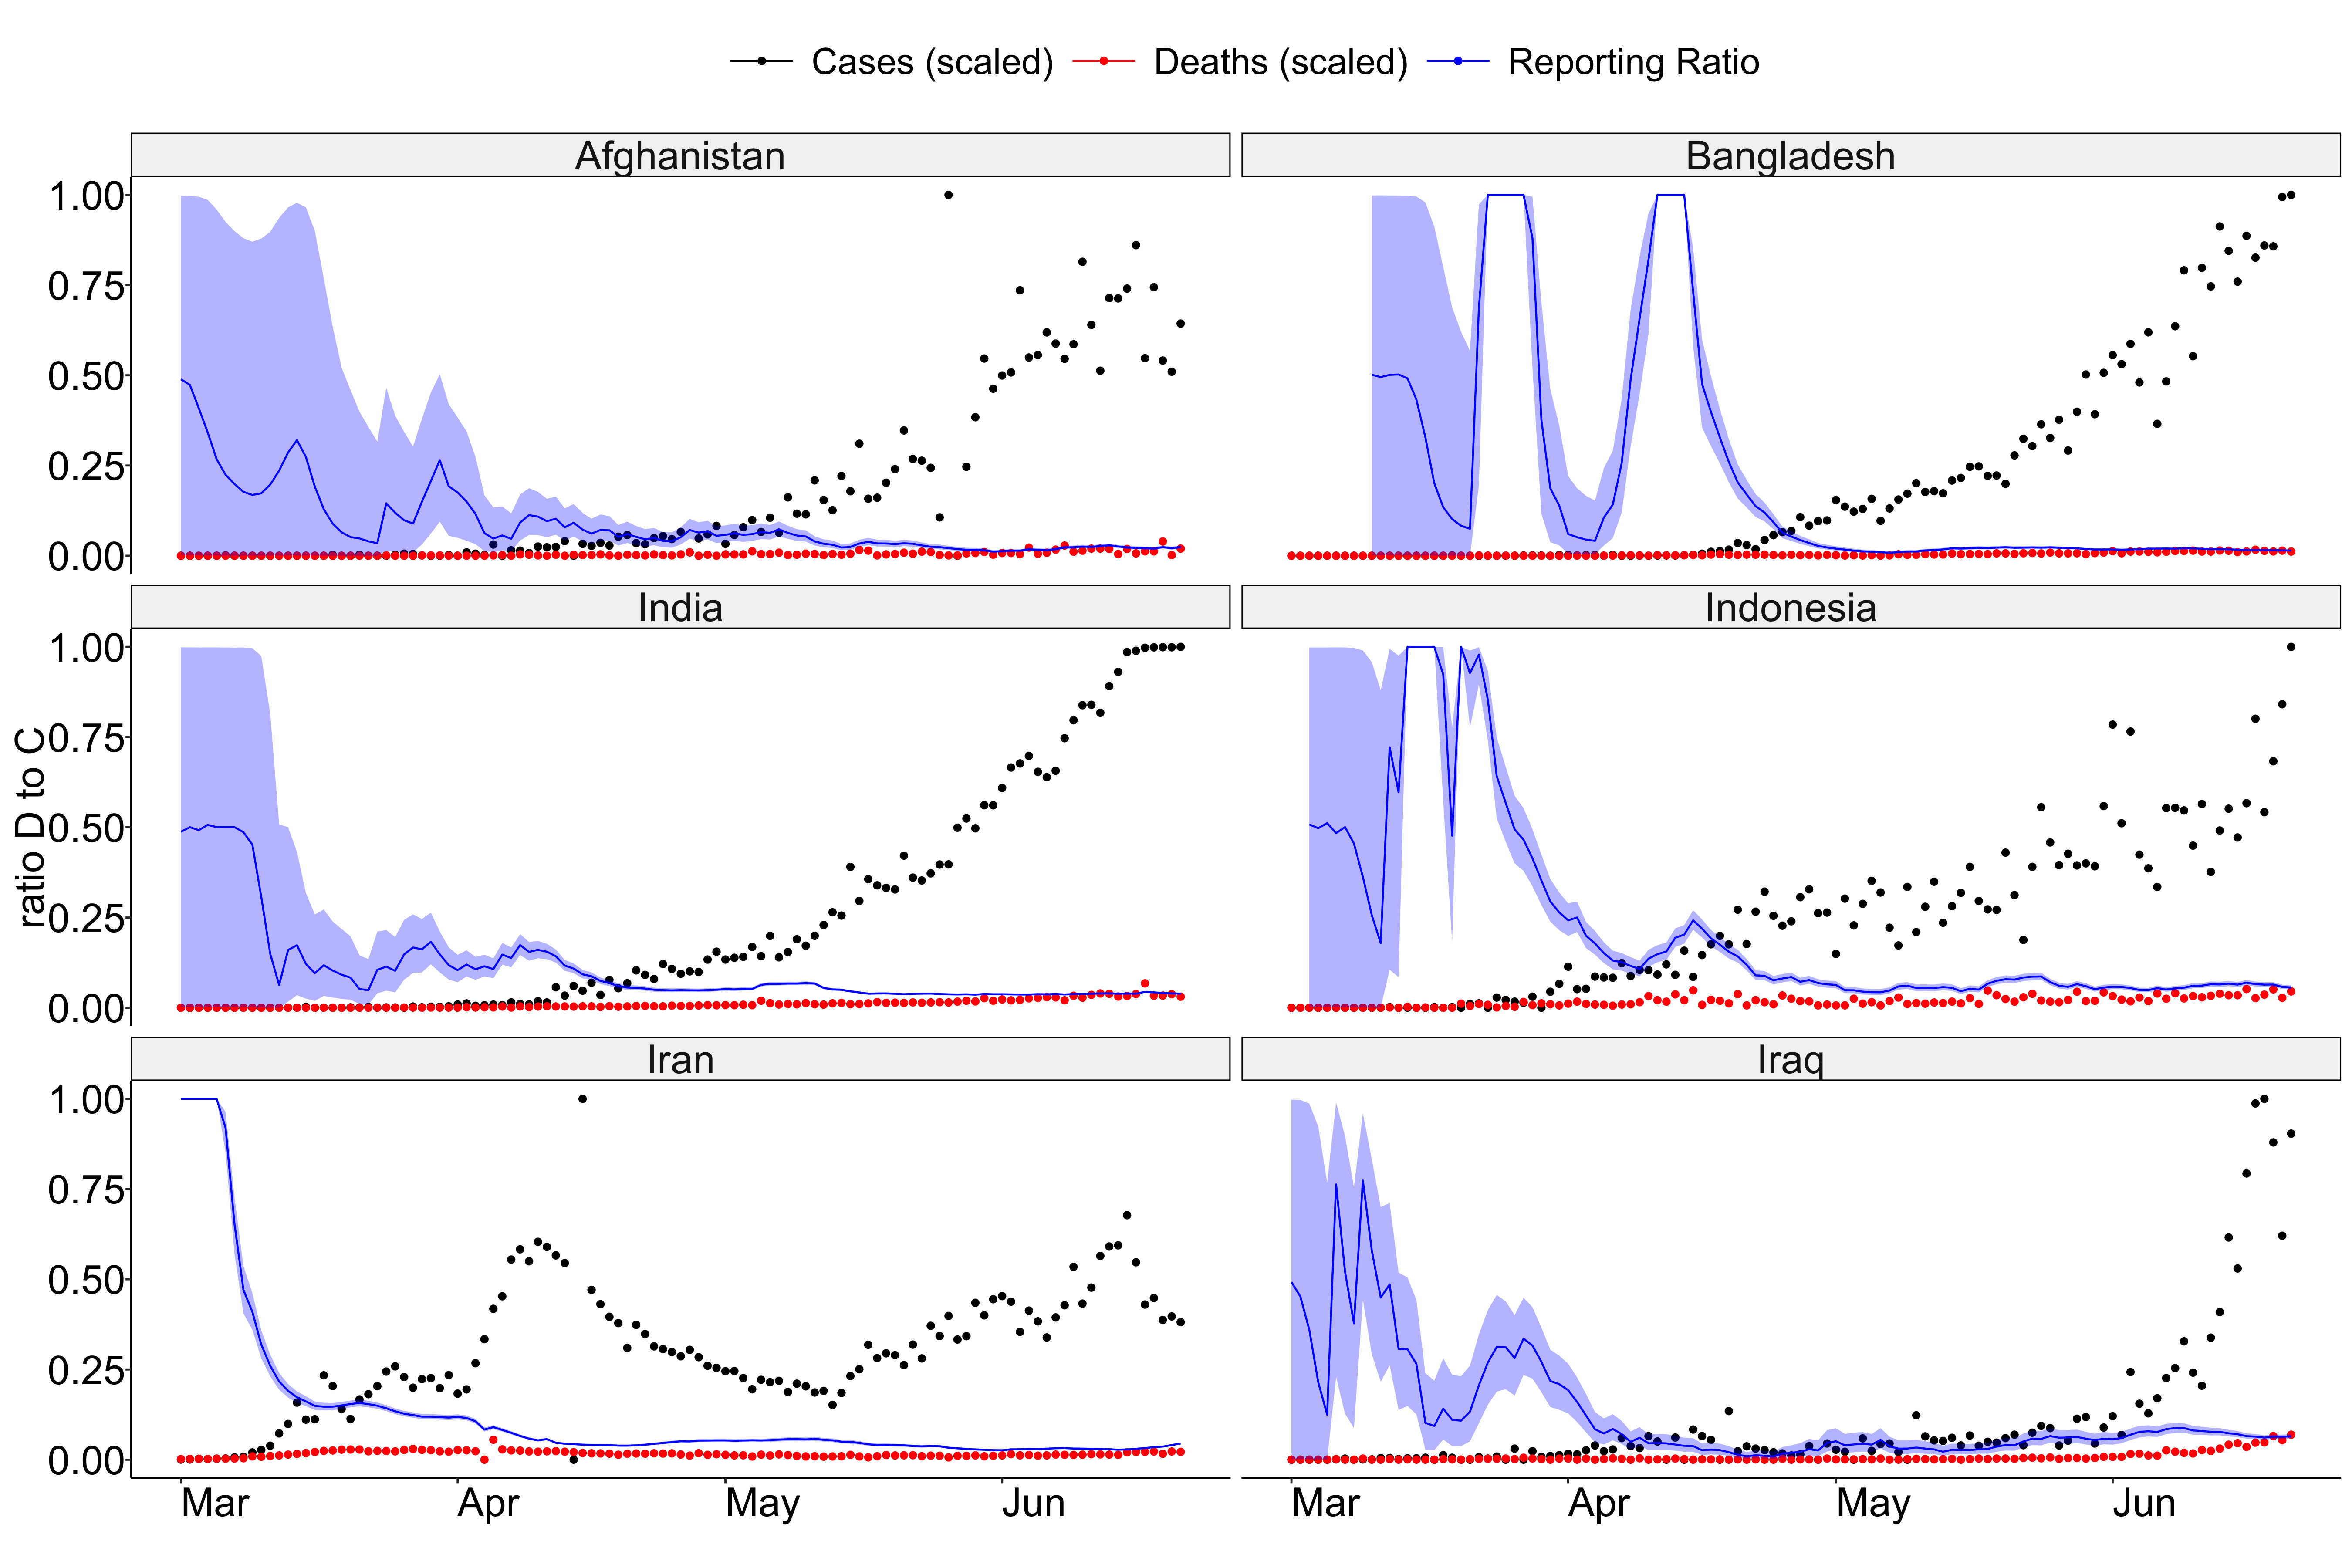 Cases (scaled) Deaths (scaled) Reporting Ratio
Afghanistan Bangladesh
1.00
0.75
0.50
0.25
0.00
India Indonesia
1.00
0.75
0.50
0.25
0.00
ratio D to C
Iran Iraq
1.00
0.75
0.50
0.25
0.00
Mar Apr May Jun Mar Apr May Jun